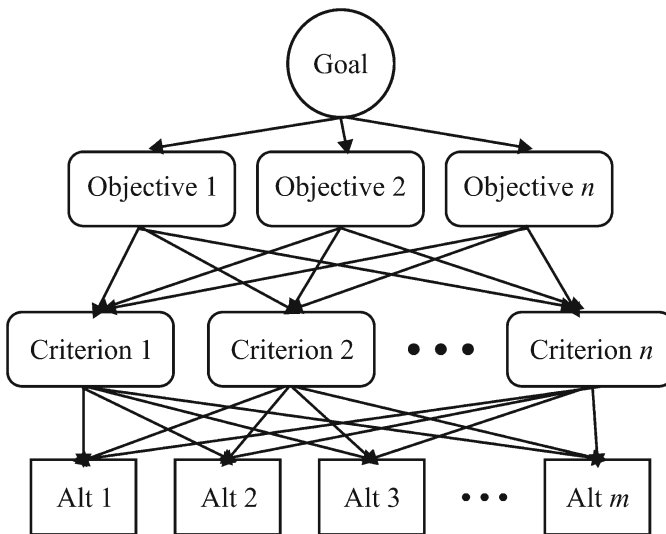 Goal
Objective 1 Objective 2 Objective n
Criterion 1 Criterion 2 • • • Criterion n
Alt 1 Alt 2 Alt 3 • • • Alt m